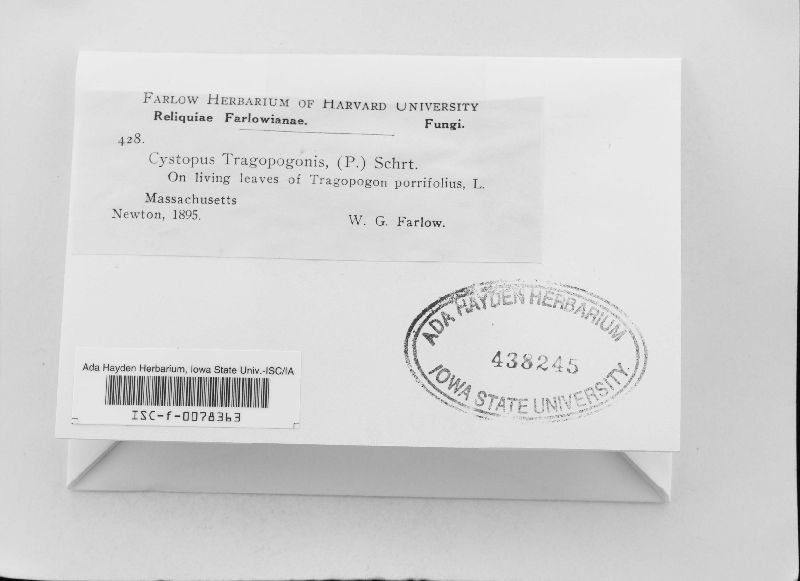 FARLOW HERBARIUM OF HARVARD UNIVERSITY
Reliquiae Farlowianae.
Fungi.
428.
Cystopus Tragopogonis, (P.) Schrt.
On living leaves of Tragopogon porrifolius, L.
Massachusetts
Newton, 1895.
W. G. Farlow.
ADA HAYDEN HERBARIUM
438245
IOWA STATE UNIVERSITY.
Ada Hayden Herbarium, Iowa State Univ.-ISC/IA
ISC-f-0078363